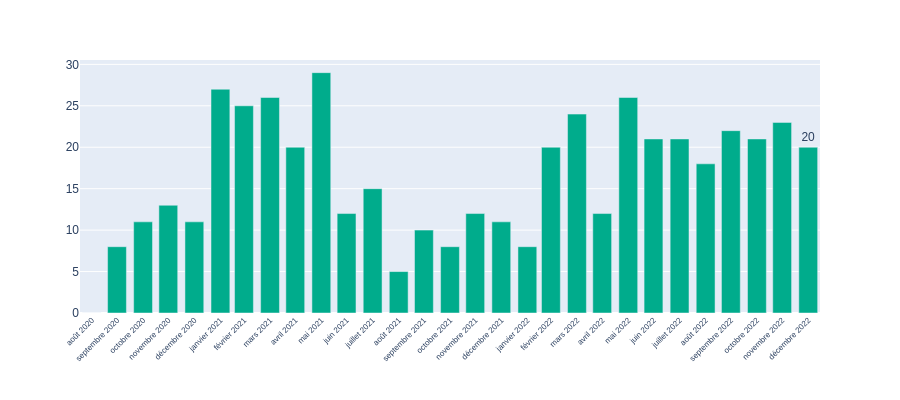 30
25
20
20
15
10
5
0
août 2020
septembre 2020
octobre 2020
novembre 2020
décembre 2020
janvier 2021
février 2021
mars 2021
avril 2021
mai 2021
juin 2021
juillet 2021
août 2021
septembre 2021
octobre 2021
novembre 2021
décembre 2021
janvier 2022
février 2022
mars 2022
avril 2022
mai 2022
juin 2022
juillet 2022
août 2022
septembre 2022
octobre 2022
novembre 2022
décembre 2022